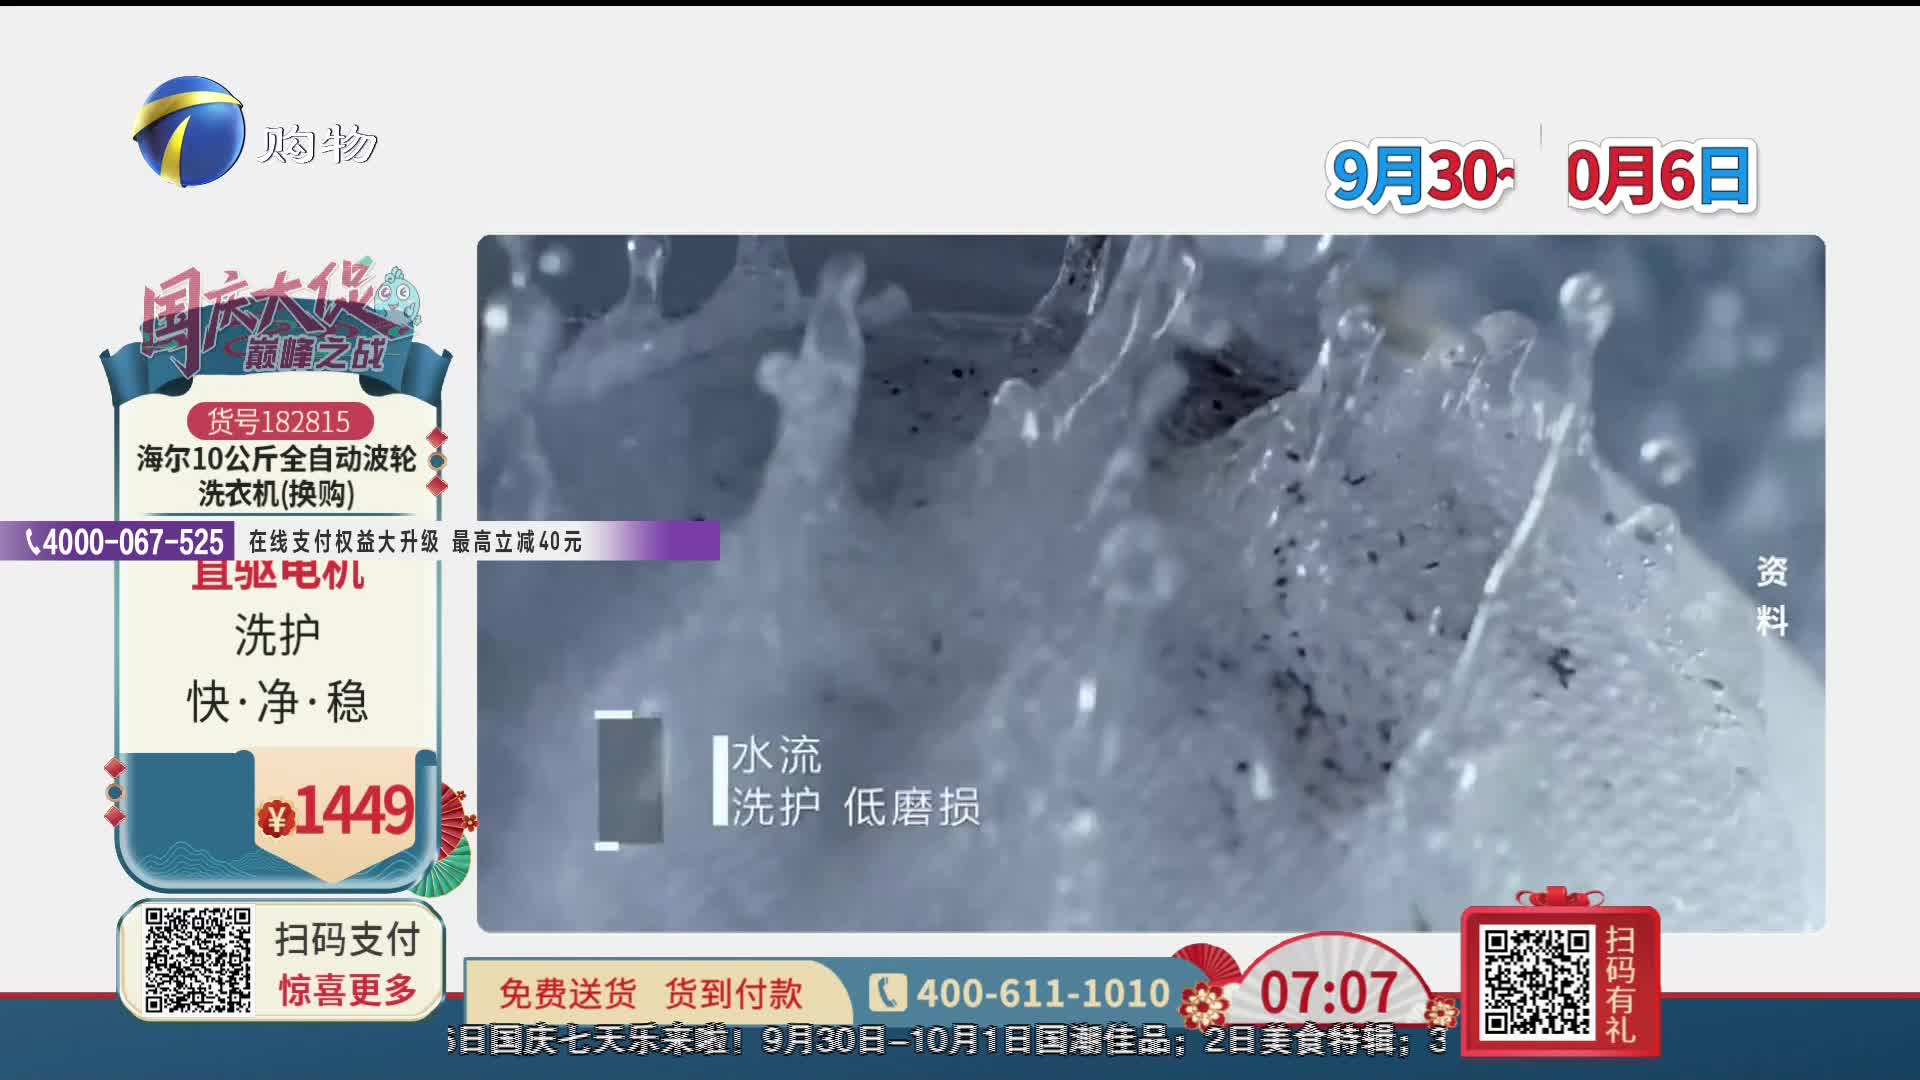 购物
9月30~ 0月6日
国庆大促
巅峰之战
货号182815
海尔10公斤全自动波轮
洗衣机(换购)
4000-067-525 在线支付权益大升级 最高立减40元
直驱电机
洗护
快·净·稳
¥1449
资料
水流
洗护 低磨损
扫码支付
惊喜更多
免费送货 货到付款
400-611-1010
07:07
扫码有礼
6日国庆七天乐来啦！9月30日-10月1日国潮佳品；2日美食特辑；3